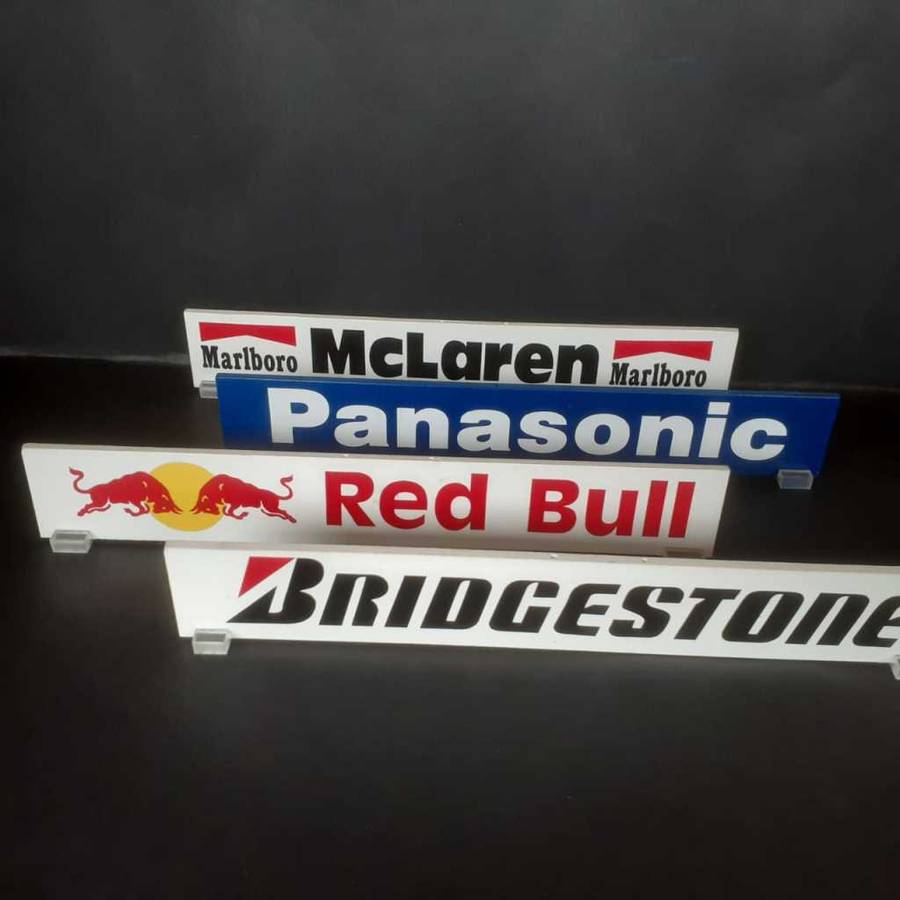 Marlboro McLaren Marlboro
Panasonic
Red Bull
BRIDGESTONE